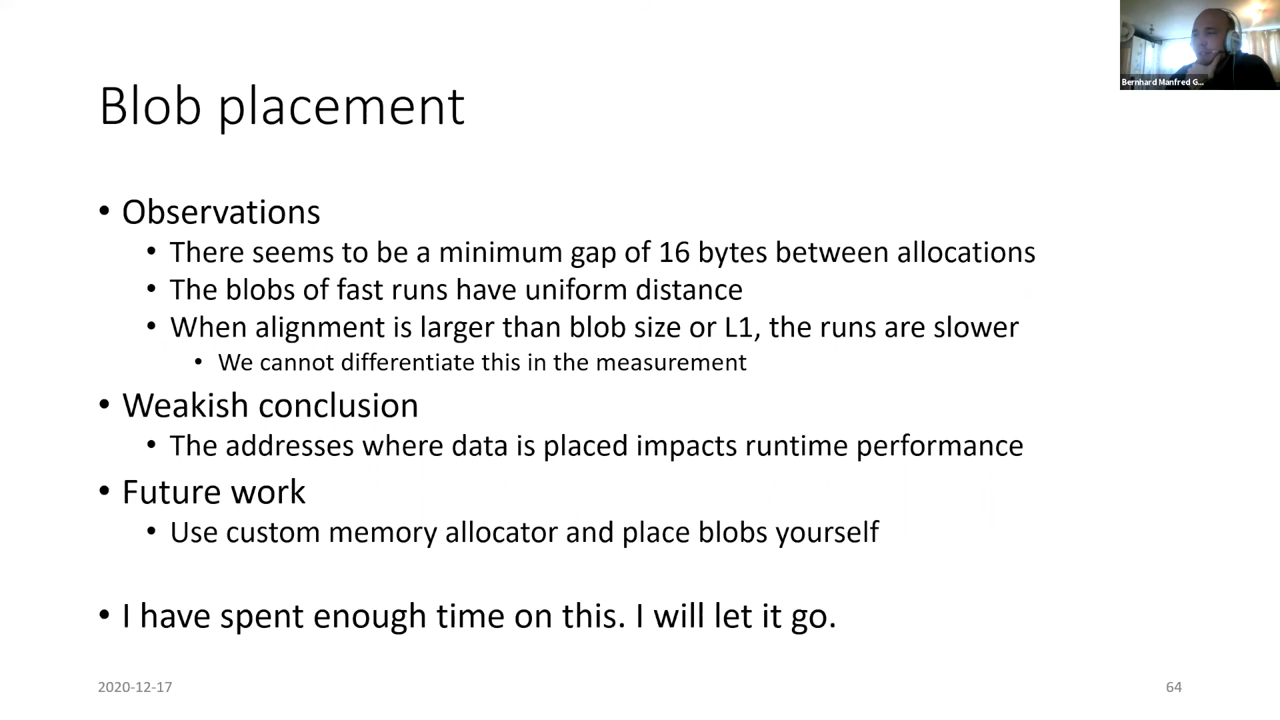 Bernhard Manfred G...
Blob placement
• Observations
• There seems to be a minimum gap of 16 bytes between allocations
• The blobs of fast runs have uniform distance
• When alignment is larger than blob size or L1, the runs are slower
• We cannot differentiate this in the measurement
• Weakish conclusion
• The addresses where data is placed impacts runtime performance
• Future work
• Use custom memory allocator and place blobs yourself
• I have spent enough time on this. I will let it go.
2020-12-17
64